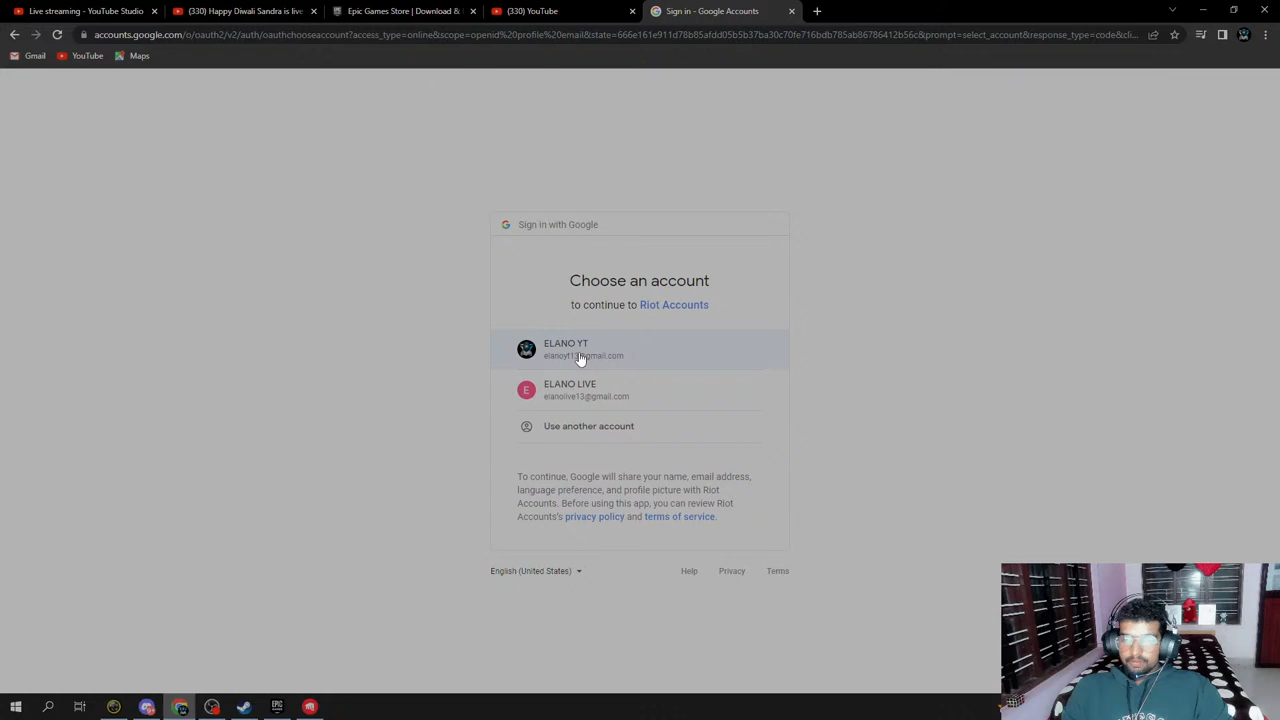 Live streaming - YouTube Studio
(330) Happy Diwali Sandra is live
Epic Games Store | Download &
(330) YouTube
Sign in - Google Accounts
accounts.google.com/o/oauth2/v2/auth/oauthchooseaccount?access_type=online&scope=openid%20profile%20email&state=666e161e911d78b85afdd05b5b37ba30c70fe716bdb785ab86786412b56c&prompt=select_account&response_type=code&cli...
Gmail
YouTube
Maps
Sign in with Google
Choose an account
to continue to Riot Accounts
ELANO YT
elanoyt13@gmail.com
E
ELANO LIVE
elanolive13@gmail.com
Use another account
To continue, Google will share your name, email address,
language preference, and profile picture with Riot
Accounts. Before using this app, you can review Riot
Accounts's privacy policy and terms of service.
English (United States)
Help
Privacy
Terms